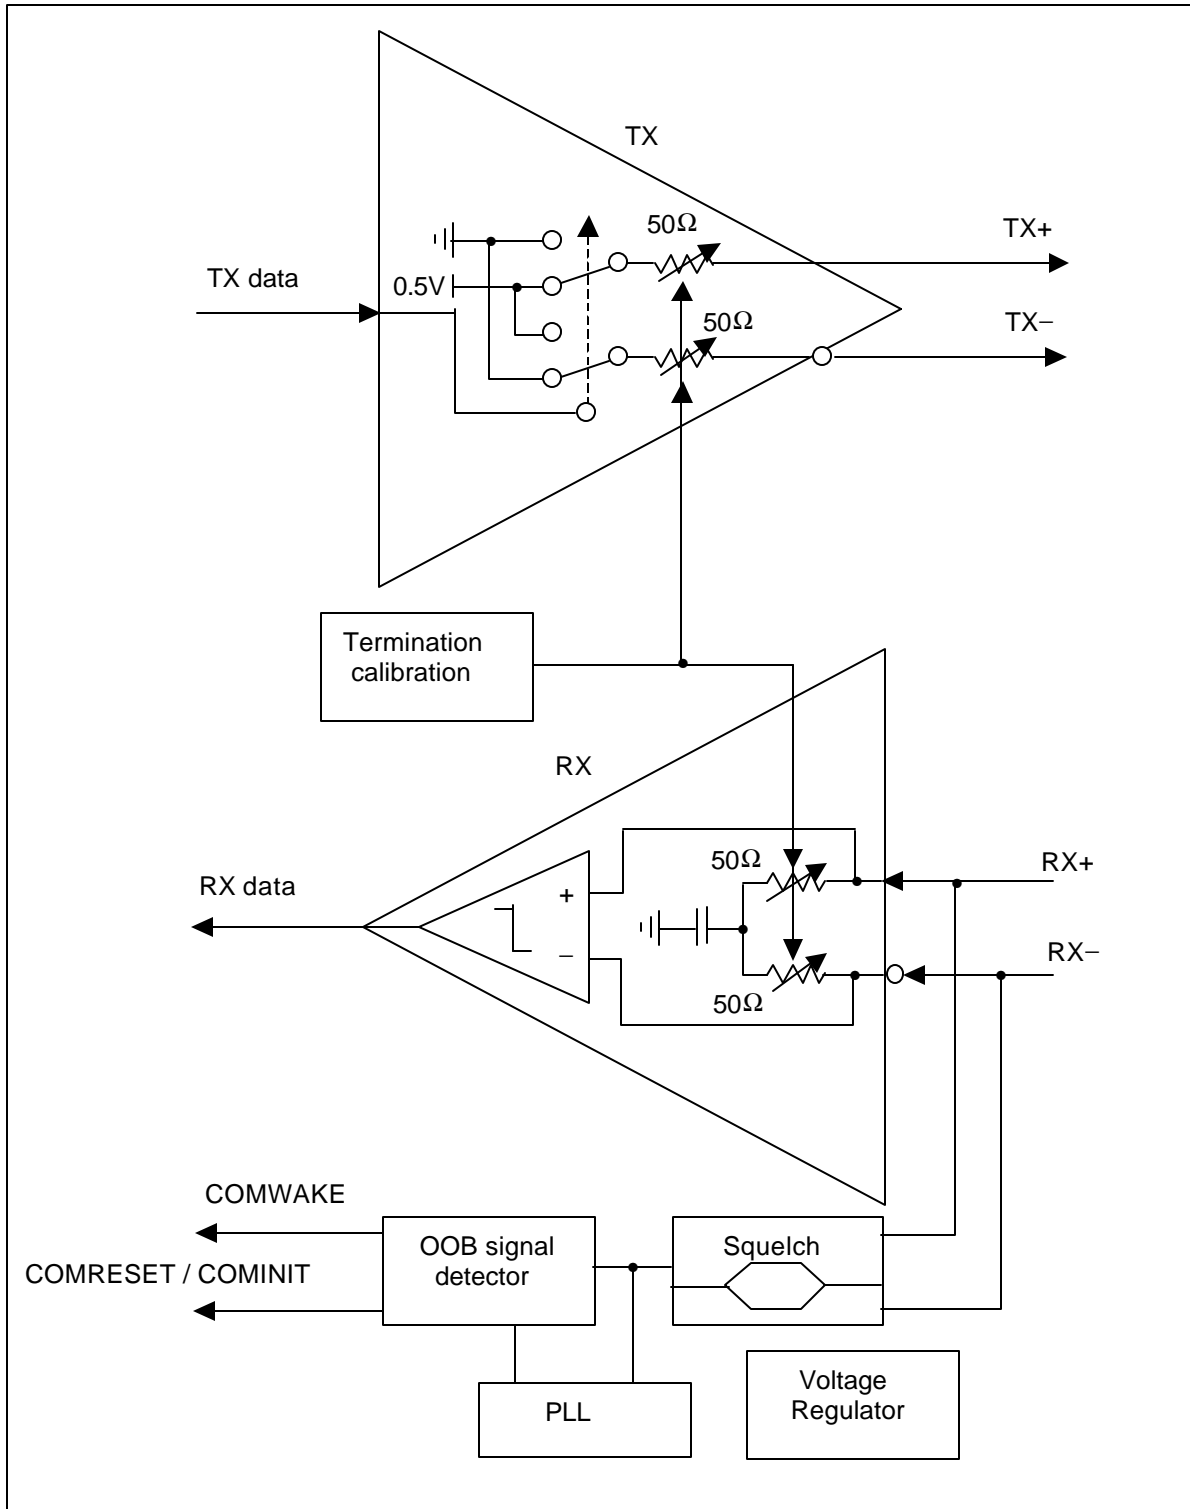 TX
50Ω
TX+
TX data
0.5V
50Ω
TX−
Termination
calibration
RX
50Ω
RX+
RX data
+
−
RX−
50Ω
COMWAKE
OOB signal
detector
Squelch
COMRESET / COMINIT
Voltage
Regulator
PLL